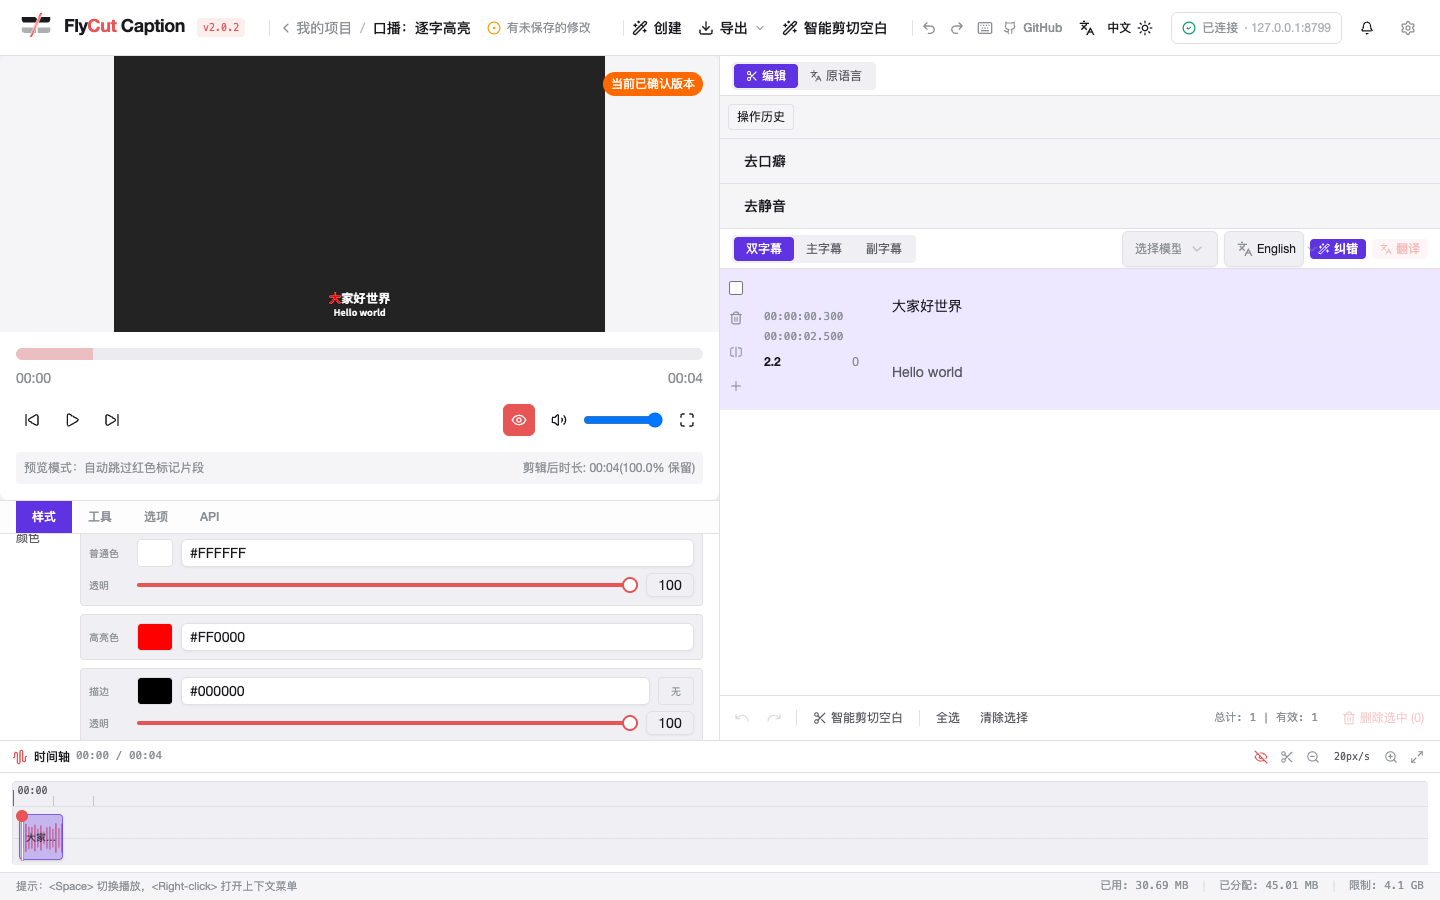 FlyCut Caption v2.0.2 我的项目 / 口播：逐字高亮 有未保存的修改 创建 导出 智能剪切空白 GitHub 中文 已连接 · 127.0.0.1:8799
当前已确认版本
大家好世界
Hello world
00:00 00:04
预览模式：自动跳过红色标记片段 剪辑后时长: 00:04(100.0% 保留)
样式 工具 选项 API
颜色
普通色 #FFFFFF
透明 100
高亮色 #FF0000
描边 #000000 无
透明 100
编辑 原语言
操作历史
去口癖
去静音
双字幕 主字幕 副字幕 选择模型 English 纠错 翻译
大家好世界
00:00:00.300
00:00:02.500
2.2 0
Hello world
智能剪切空白 全选 清除选择 总计: 1 | 有效: 1 删除选中 (0)
时间轴 00:00 / 00:04 20px/s
00:00
大家...
提示：<Space> 切换播放，<Right-click> 打开上下文菜单 已用: 30.69 MB 已分配: 45.01 MB 限制: 4.1 GB